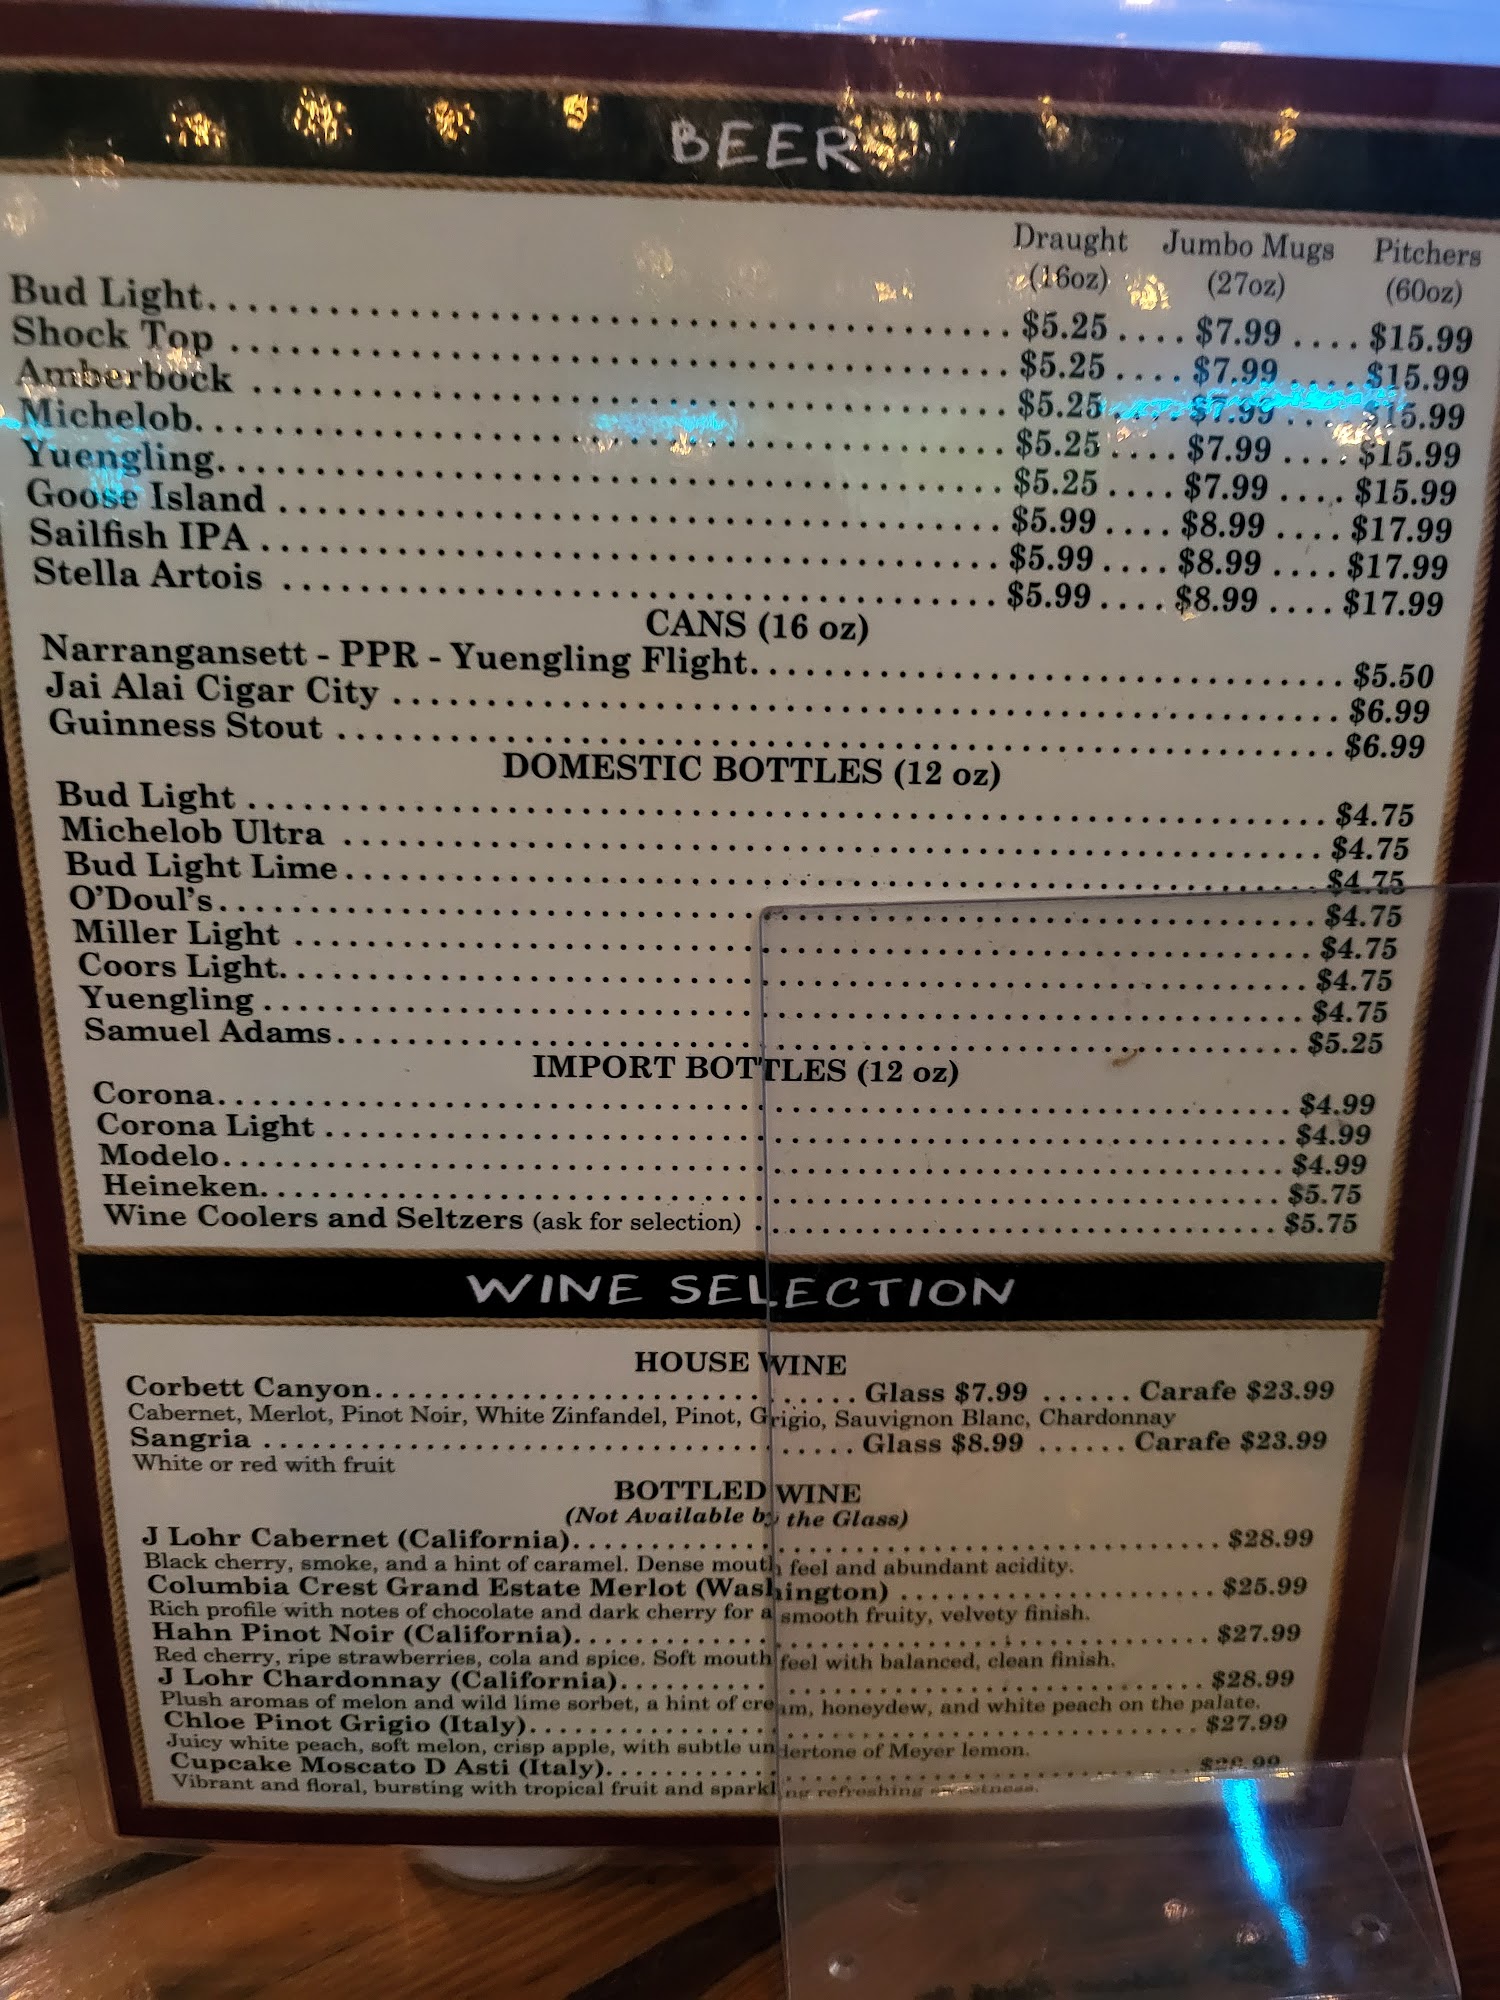 BEER
Draught Jumbo Mugs Pitchers
(16oz) (27oz) (60oz)
Bud Light $5.25 $7.99 $15.99
Shock Top $5.25 $7.99 $15.99
Amberbock $5.25 $7.99 $15.99
Michelob $5.25 $7.99 $15.99
Yuengling $5.25 $7.99 $15.99
Goose Island $5.99 $8.99 $17.99
Sailfish IPA $5.99 $8.99 $17.99
Stella Artois $5.99 $8.99 $17.99
CANS (16 oz)
Narrangansett - PPR - Yuengling Flight $5.50
Jai Alai Cigar City $6.99
Guinness Stout $6.99
DOMESTIC BOTTLES (12 oz)
Bud Light $4.75
Michelob Ultra $4.75
Bud Light Lime $4.75
O'Doul's $4.75
Miller Light $4.75
Coors Light $4.75
Yuengling $4.75
Samuel Adams $5.25
IMPORT BOTTLES (12 oz)
Corona $4.99
Corona Light $4.99
Modelo $4.99
Heineken $5.75
Wine Coolers and Seltzers (ask for selection) $5.75
WINE SELECTION
HOUSE WINE
Corbett Canyon Glass $7.99 Carafe $23.99
Cabernet, Merlot, Pinot Noir, White Zinfandel, Pinot, Grigio, Sauvignon Blanc, Chardonnay
Sangria Glass $8.99 Carafe $23.99
White or red with fruit
BOTTLED WINE
(Not Available by the Glass)
J Lohr Cabernet (California) $28.99
Black cherry, smoke, and a hint of caramel. Dense mouth feel and abundant acidity.
Columbia Crest Grand Estate Merlot (Washington) $25.99
Rich profile with notes of chocolate and dark cherry for a smooth fruity, velvety finish.
Hahn Pinot Noir (California) $27.99
Red cherry, ripe strawberries, cola and spice. Soft mouth feel with balanced, clean finish.
J Lohr Chardonnay (California) $28.99
Plush aromas of melon and wild lime sorbet, a hint of cream, honeydew, and white peach on the palate.
Chloe Pinot Grigio (Italy) $27.99
Juicy white peach, soft melon, crisp apple, with subtle undertone of Meyer lemon.
Cupcake Moscato D Asti (Italy)
Vibrant and floral, bursting with tropical fruit and sparkling refreshing sweetness.